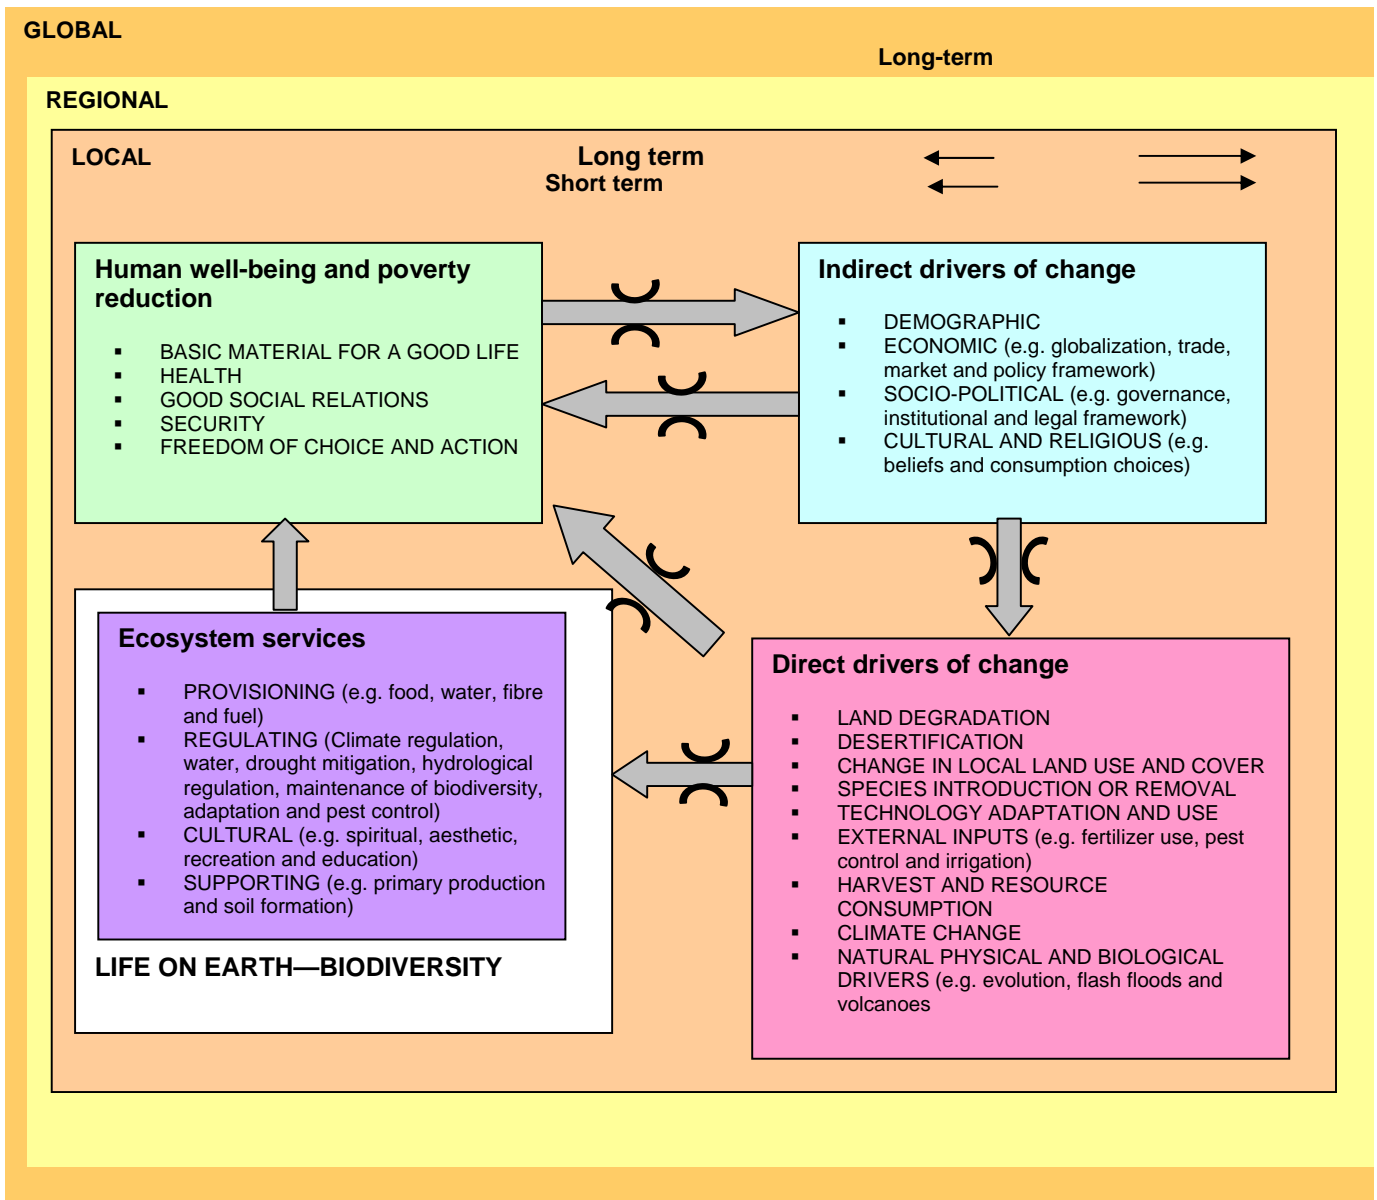 GLOBAL
Long-term
REGIONAL
LOCAL
Long term
Short term
Human well-being and poverty
reduction
▪ BASIC MATERIAL FOR A GOOD LIFE
▪ HEALTH
▪ GOOD SOCIAL RELATIONS
▪ SECURITY
▪ FREEDOM OF CHOICE AND ACTION
Indirect drivers of change
▪ DEMOGRAPHIC
▪ ECONOMIC (e.g. globalization, trade,
market and policy framework)
▪ SOCIO-POLITICAL (e.g. governance,
institutional and legal framework)
▪ CULTURAL AND RELIGIOUS (e.g.
beliefs and consumption choices)
Ecosystem services
▪ PROVISIONING (e.g. food, water, fibre
and fuel)
▪ REGULATING (Climate regulation,
water, drought mitigation, hydrological
regulation, maintenance of biodiversity,
adaptation and pest control)
▪ CULTURAL (e.g. spiritual, aesthetic,
recreation and education)
▪ SUPPORTING (e.g. primary production
and soil formation)
LIFE ON EARTH—BIODIVERSITY
Direct drivers of change
▪ LAND DEGRADATION
▪ DESERTIFICATION
▪ CHANGE IN LOCAL LAND USE AND COVER
▪ SPECIES INTRODUCTION OR REMOVAL
▪ TECHNOLOGY ADAPTATION AND USE
▪ EXTERNAL INPUTS (e.g. fertilizer use, pest
control and irrigation)
▪ HARVEST AND RESOURCE
CONSUMPTION
▪ CLIMATE CHANGE
▪ NATURAL PHYSICAL AND BIOLOGICAL
DRIVERS (e.g. evolution, flash floods and
volcanoes